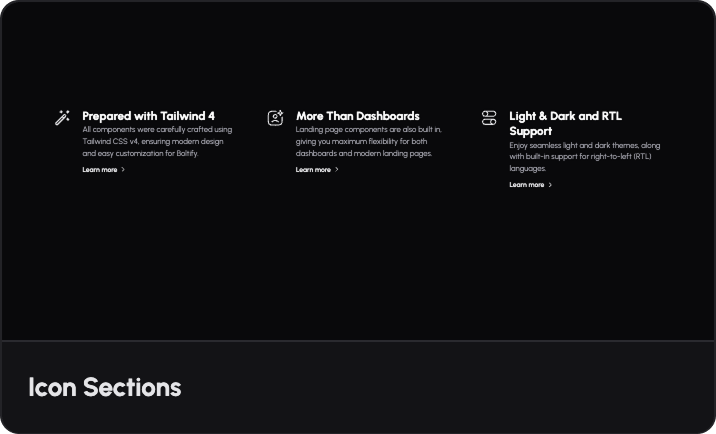 Prepared with Tailwind 4
All components were carefully crafted using
Tailwind CSS v4, ensuring modern design
and easy customization for Boltify.
Learn more
More Than Dashboards
Landing page components are also built in,
giving you maximum flexibility for both
dashboards and modern landing pages.
Learn more
Light & Dark and RTL
Support
Enjoy seamless light and dark themes, along
with built-in support for right-to-left (RTL)
languages.
Learn more
Icon Sections